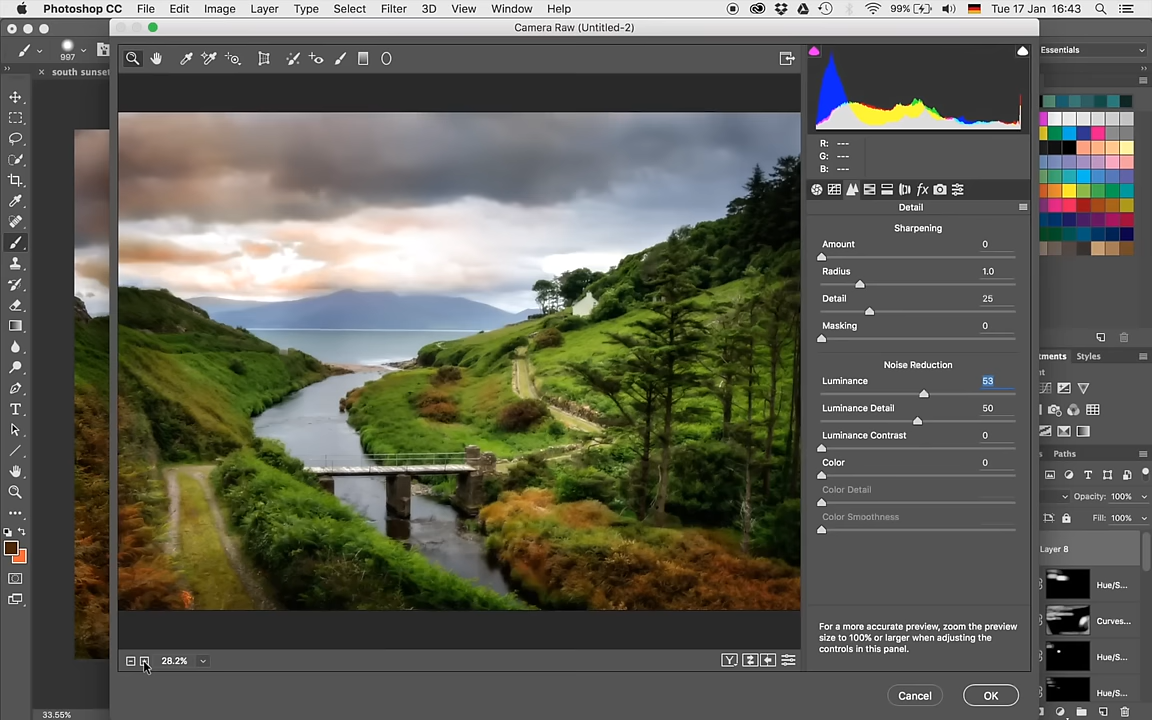 Photoshop CC File Edit Image Layer Type Select Filter 3D View Window Help 99% Tue 17 Jan 16:43
Camera Raw (Untitled-2)
997
Essentials
south sunset
R: ---
G: ---
B: ---
fx
Detail
Sharpening
Amount 0
Radius 1.0
Detail 25
Masking 0
Noise Reduction
Luminance 53
Luminance Detail 50
Luminance Contrast 0
Color 0
Color Detail
Color Smoothness
For a more accurate preview, zoom the preview
size to 100% or larger when adjusting the
controls in this panel.
Y
28.2%
Cancel OK
33.55%
tments Styles
Paths
Opacity: 100%
Fill: 100%
Layer 8
Hue/S...
Curves...
Hue/S...
Hue/S...